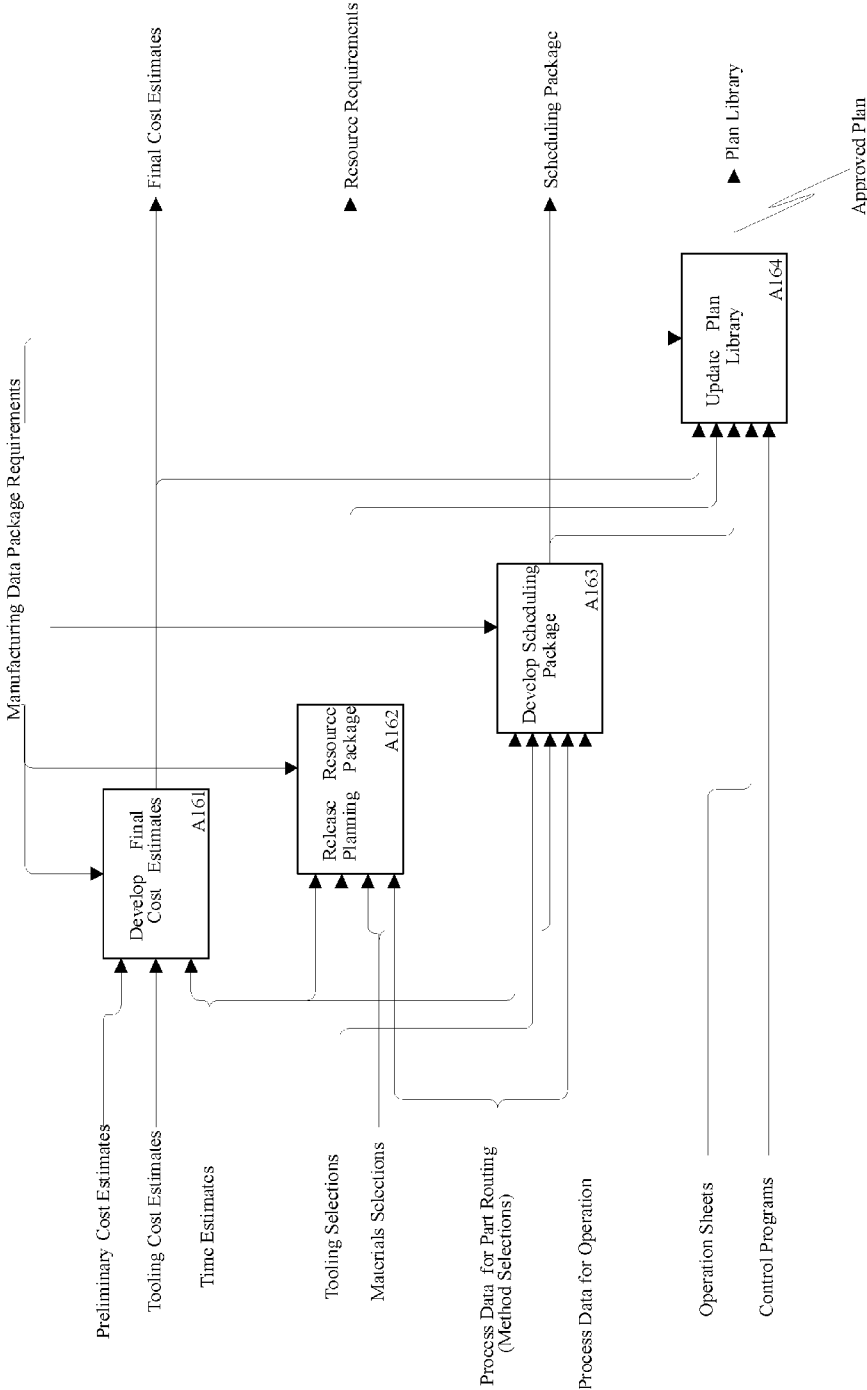 Manufacturing Data Package Requirements
Preliminary Cost Estimates
Tooling Cost Estimates
Time Estimates
Develop Final
Cost Estimates
A161
Final Cost Estimates
Tooling Selections
Materials Selections
Release Resource
Planning Package
A162
Resource Requirements
Process Data for Part Routing
(Method Selections)
Process Data for Operation
Develop Scheduling
Package
A163
Scheduling Package
Operation Sheets
Control Programs
Update Plan
Library
A164
Plan Library
Approved Plan